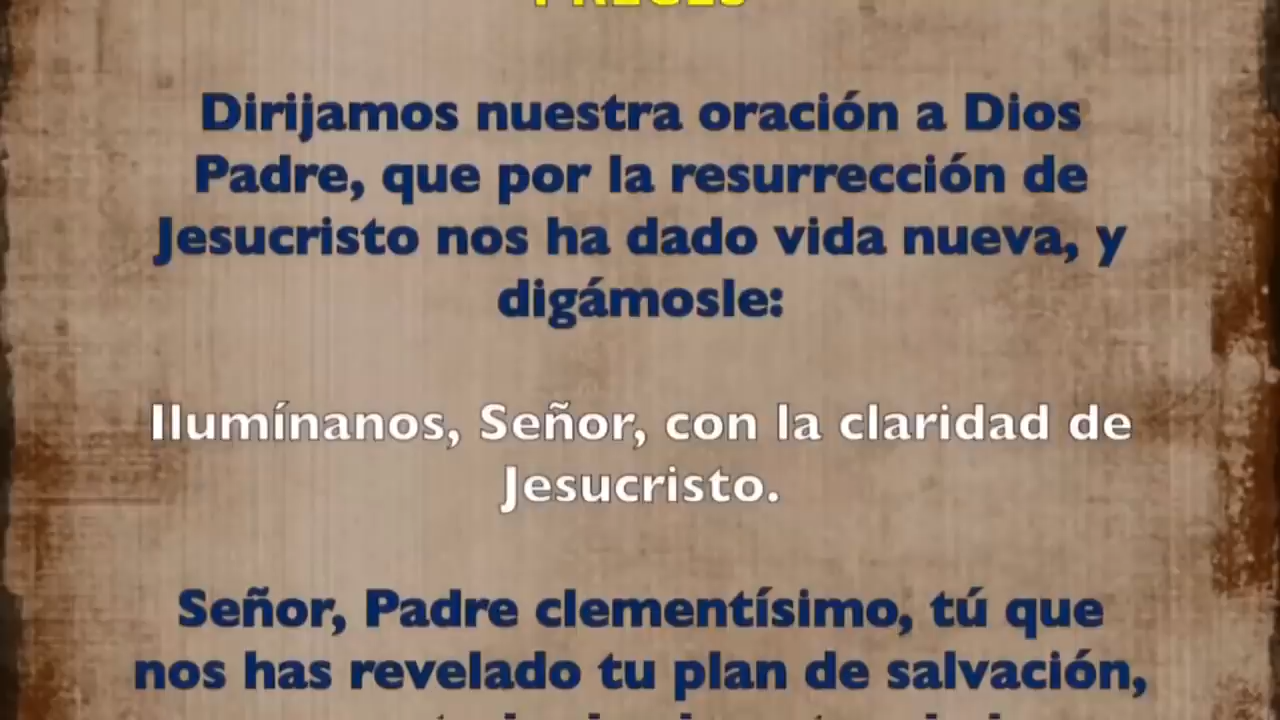 PRECES
Dirijamos nuestra oración a Dios
Padre, que por la resurrección de
Jesucristo nos ha dado vida nueva, y
digámosle:
Ilumínanos, Señor, con la claridad de
Jesucristo.
Señor, Padre clementísimo, tú que
nos has revelado tu plan de salvación,